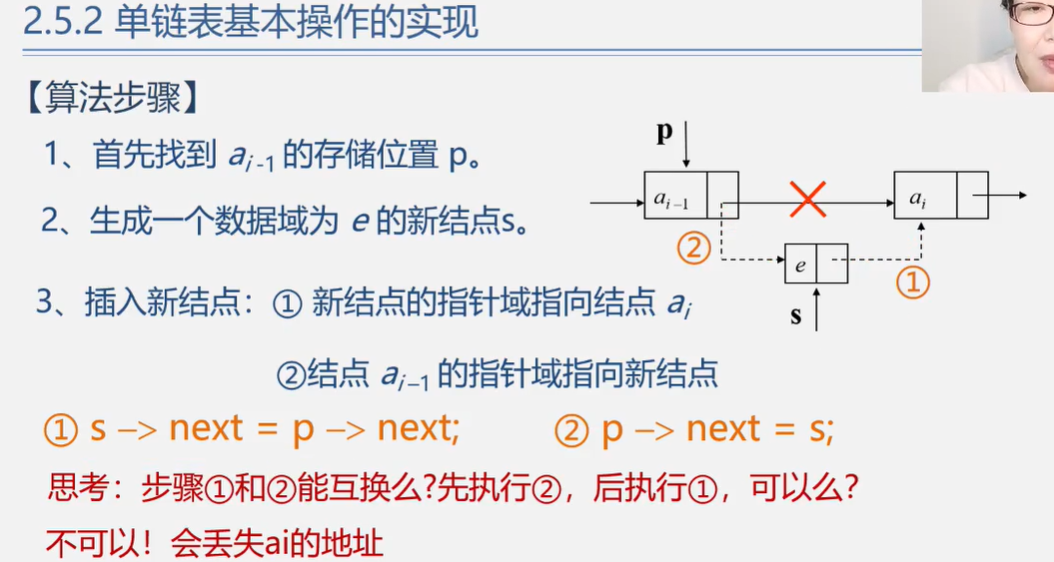 2.5.2 单链表基本操作的实现
【算法步骤】
1、首先找到 aᵢ₋₁ 的存储位置 p。
2、生成一个数据域为 e 的新结点s。
3、插入新结点：① 新结点的指针域指向结点 aᵢ
②结点 aᵢ₋₁ 的指针域指向新结点
p
aᵢ₋₁
aᵢ
②
e
①
s
① s –> next = p –> next;
② p –> next = s;
思考：步骤①和②能互换么?先执行②，后执行①，可以么?
不可以！会丢失ai的地址